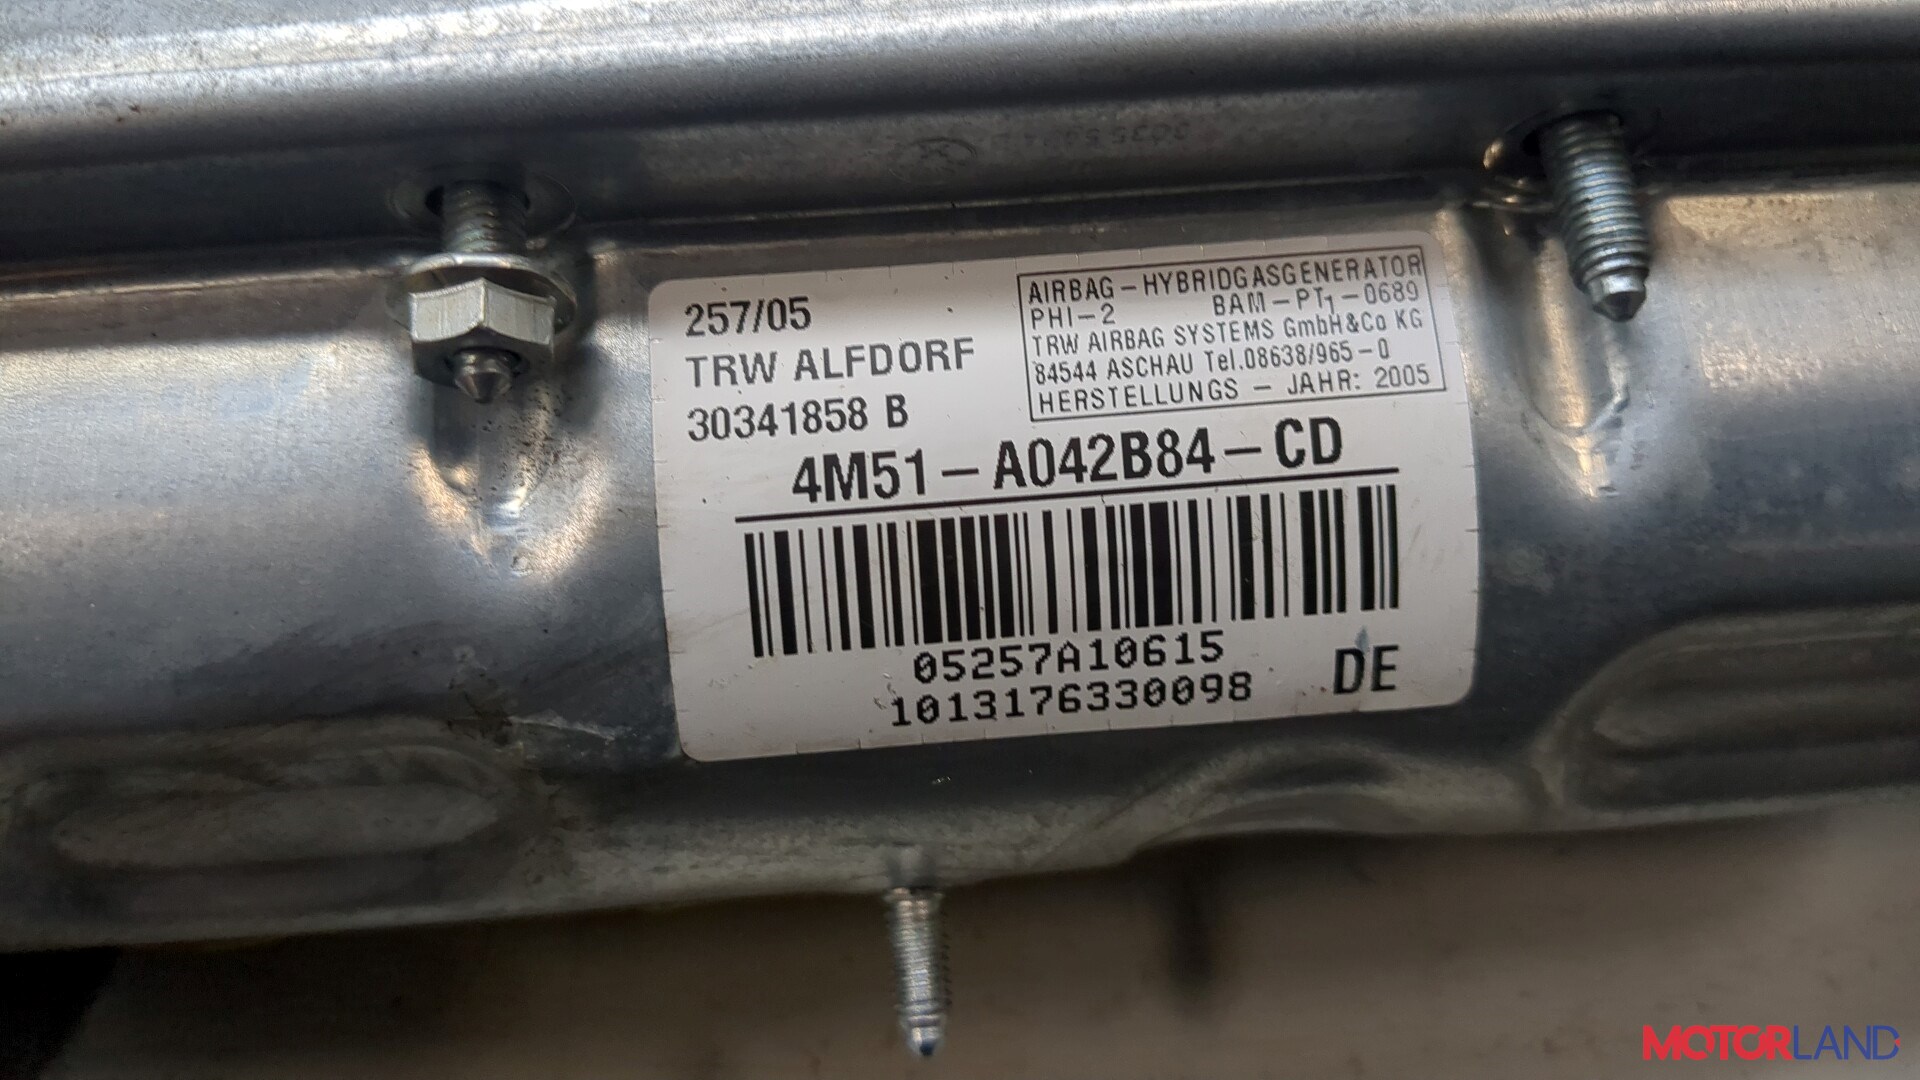 257/05
TRW ALFDORF
30341858 B
AIRBAG-HYBRIDGASGENERATOR
PHI-2 BAM-PT1-0689
TRW AIRBAG SYSTEMS GmbH&Co KG
84544 ASCHAU Tel.08638/965-0
HERSTELLUNGS - JAHR: 2005
4M51-A042B84-CD
05257A10615
1013176330098 DE
MOTORLAND